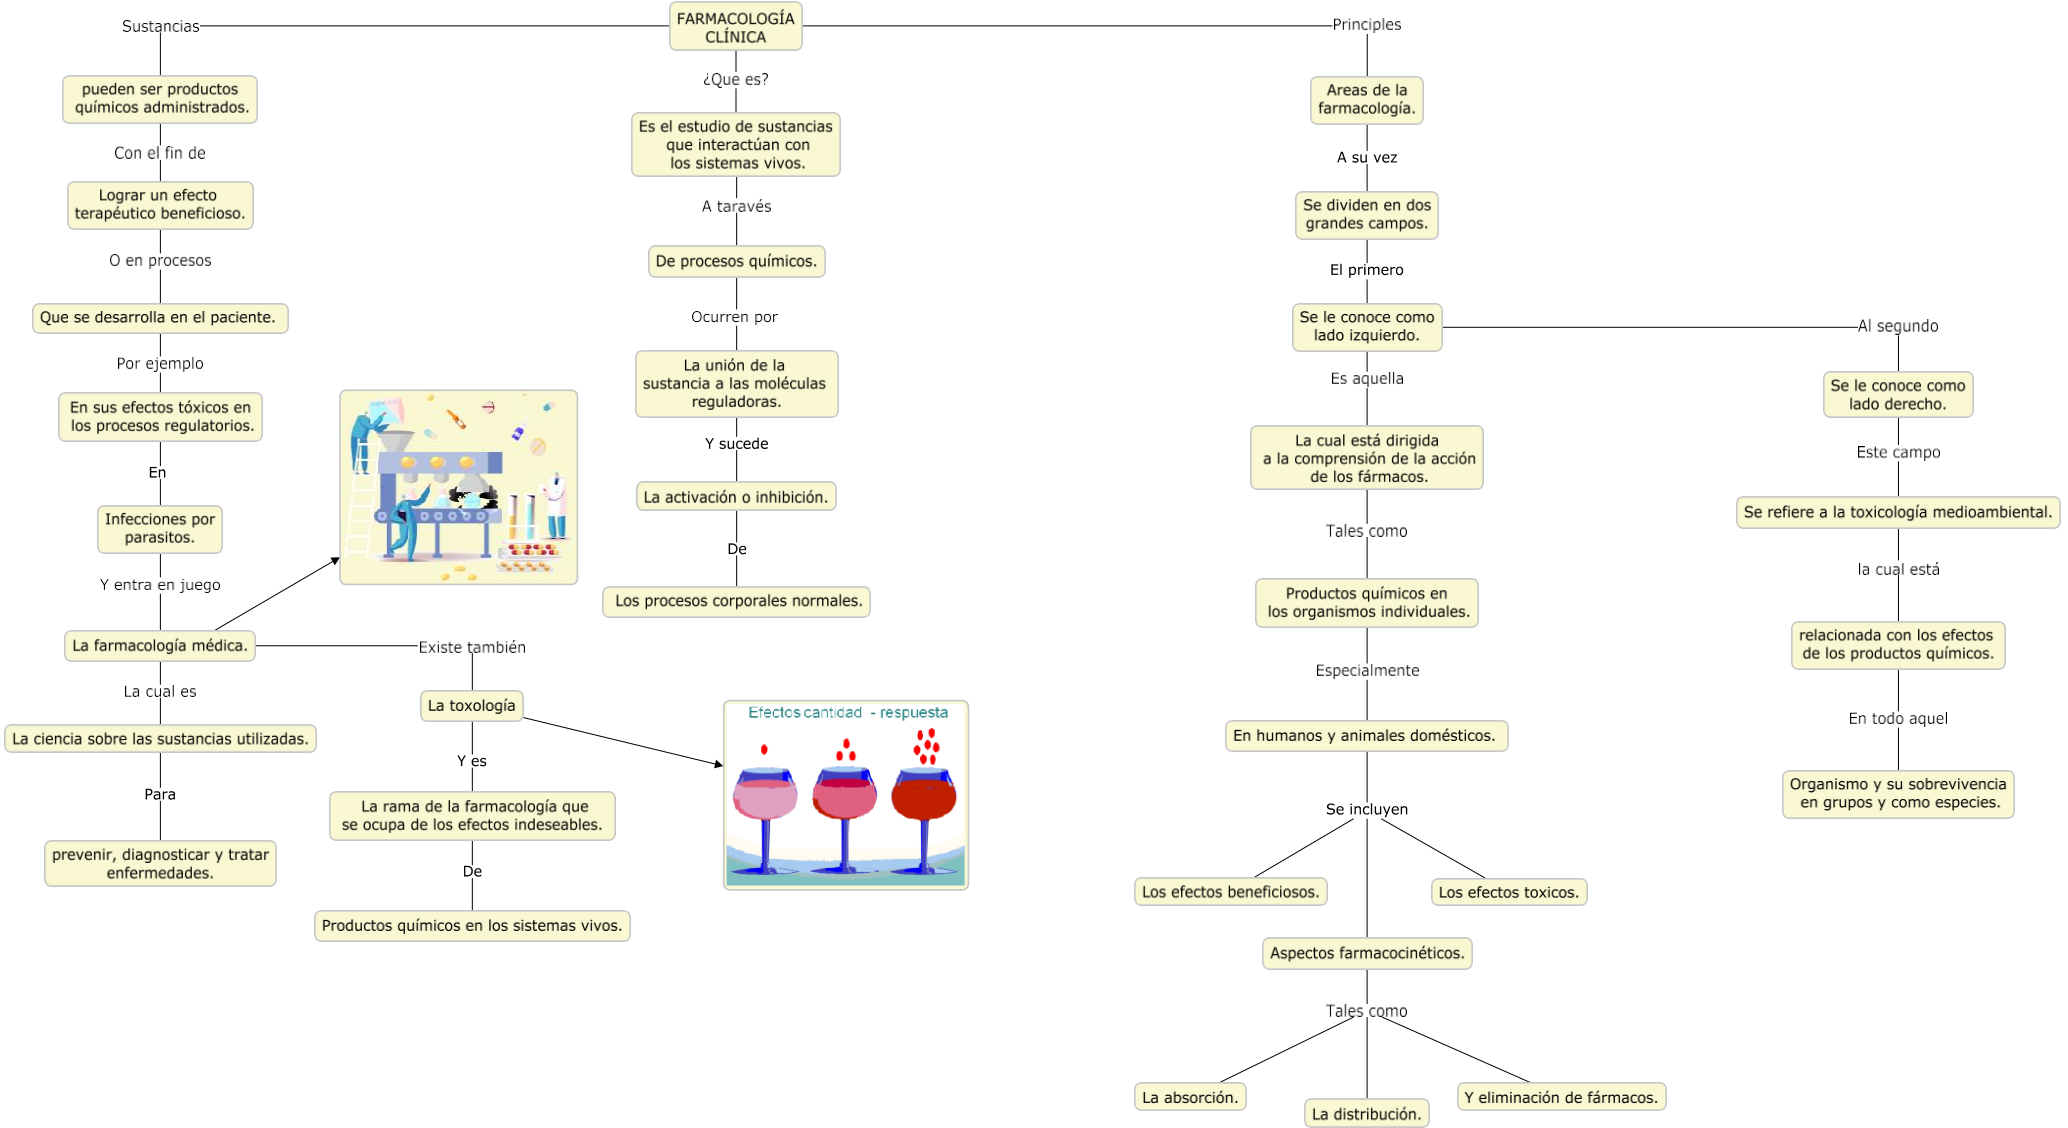 FARMACOLOGÍA
CLÍNICA
Sustancias
pueden ser productos
químicos administrados.
Con el fin de
Lograr un efecto
terapéutico beneficioso.
O en procesos
Que se desarrolla en el paciente.
Por ejemplo
En sus efectos tóxicos en
los procesos regulatorios.
En
Infecciones por
parasitos.
Y entra en juego
La farmacología médica.
La cual es
La ciencia sobre las sustancias utilizadas.
Para
prevenir, diagnosticar y tratar
enfermedades.
Existe también
La toxología
Y es
La rama de la farmacología que
se ocupa de los efectos indeseables.
De
Productos químicos en los sistemas vivos.
Efectos cantidad - respuesta
¿Que es?
Es el estudio de sustancias
que interactúan con
los sistemas vivos.
A taravés
De procesos químicos.
Ocurren por
La unión de la
sustancia a las moléculas
reguladoras.
Y sucede
La activación o inhibición.
De
Los procesos corporales normales.
Principles
Areas de la
farmacología.
A su vez
Se dividen en dos
grandes campos.
El primero
Se le conoce como
lado izquierdo.
Es aquella
La cual está dirigida
a la comprensión de la acción
de los fármacos.
Tales como
Productos químicos en
los organismos individuales.
Especialmente
En humanos y animales domésticos.
Se incluyen
Los efectos beneficiosos.
Los efectos toxicos.
Aspectos farmacocinéticos.
Tales como
La absorción.
La distribución.
Y eliminación de fármacos.
Al segundo
Se le conoce como
lado derecho.
Este campo
Se refiere a la toxicología medioambiental.
la cual está
relacionada con los efectos
de los productos químicos.
En todo aquel
Organismo y su sobrevivencia
en grupos y como especies.